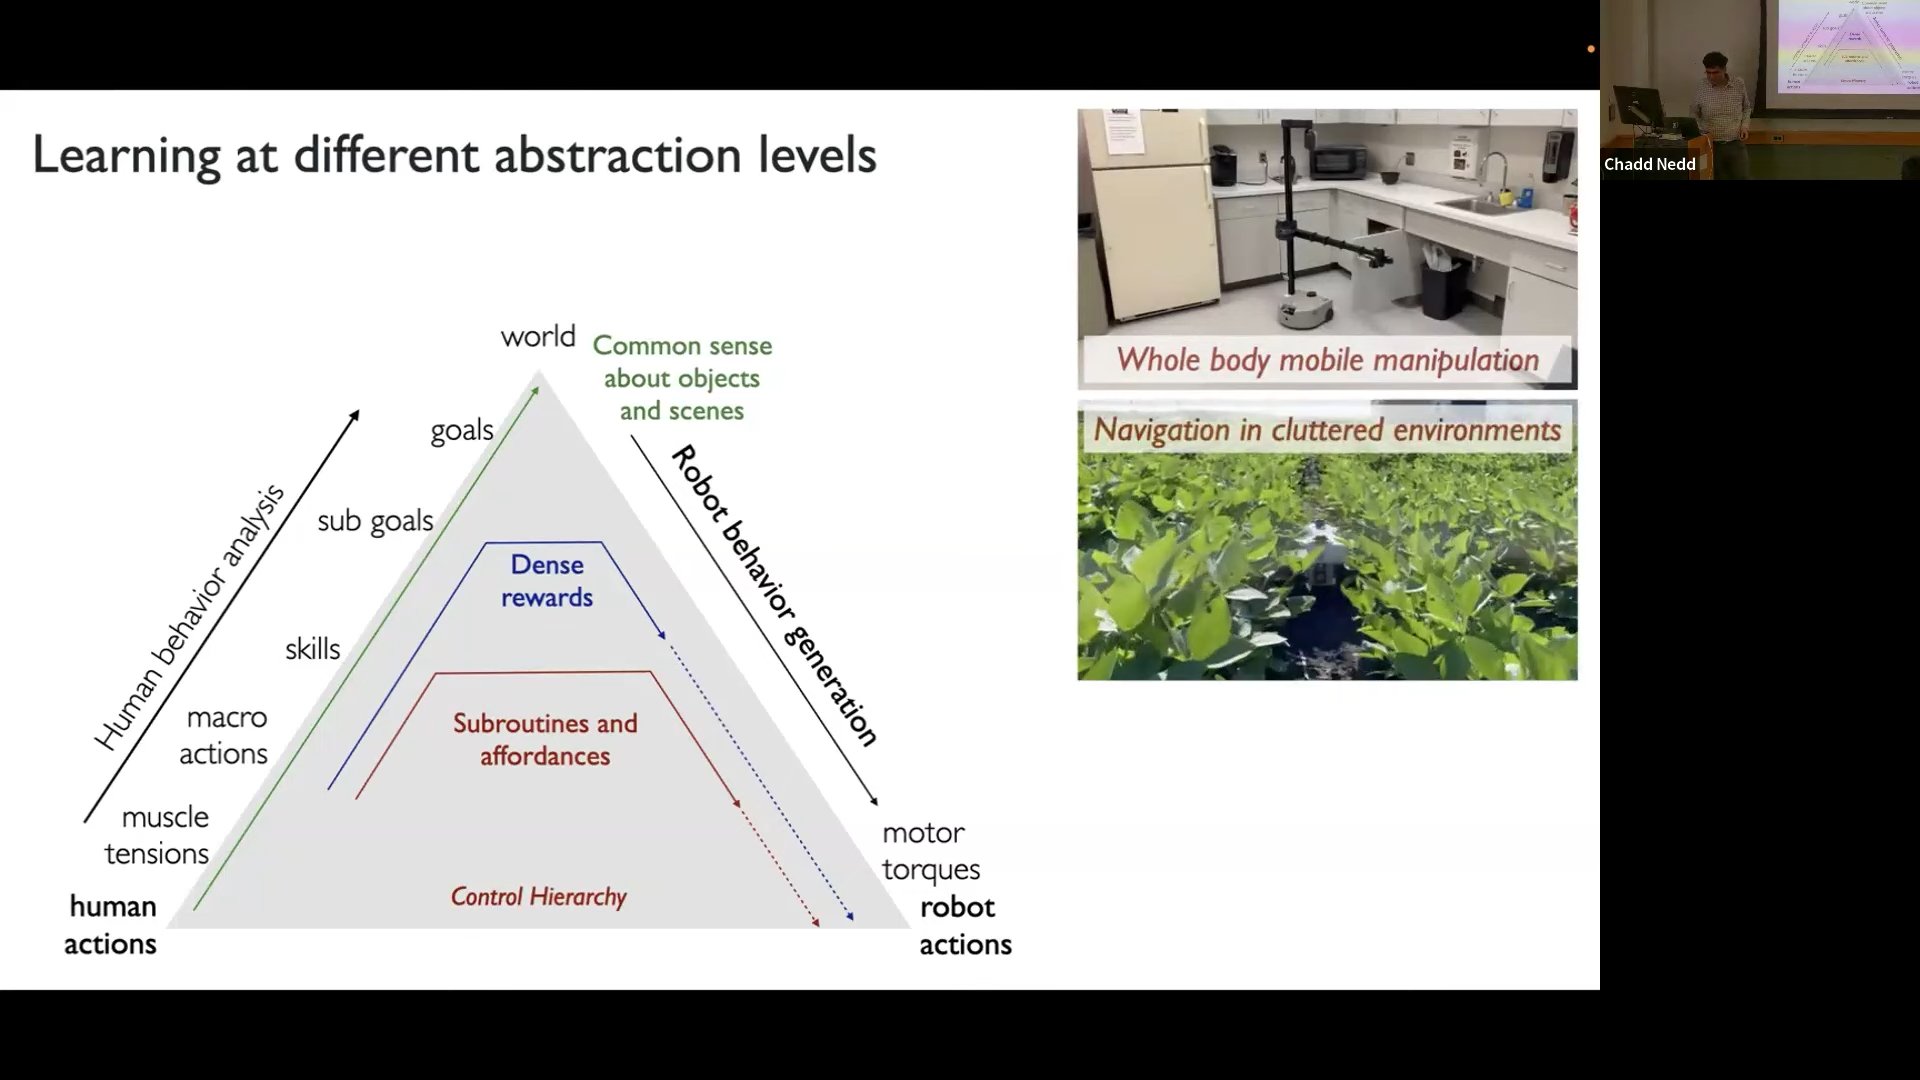 Learning at different abstraction levels
world
Common sense
about objects
and scenes
goals
sub goals
skills
macro
actions
muscle
tensions
human
actions
Human behavior analysis
Robot behavior generation
Dense
rewards
Subroutines and
affordances
Control Hierarchy
motor
torques
robot
actions
Whole body mobile manipulation
Navigation in cluttered environments
Chadd Nedd